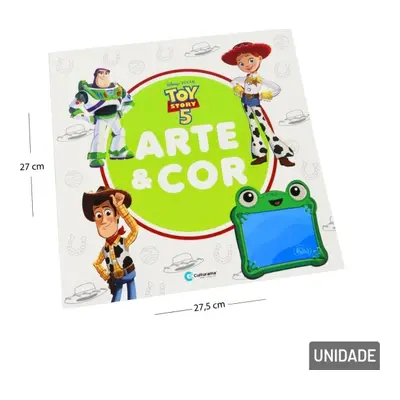 Disney PIXAR
TOY
STORY
5
ARTE
& COR
27 cm
Culturama
27,5 cm
UNIDADE